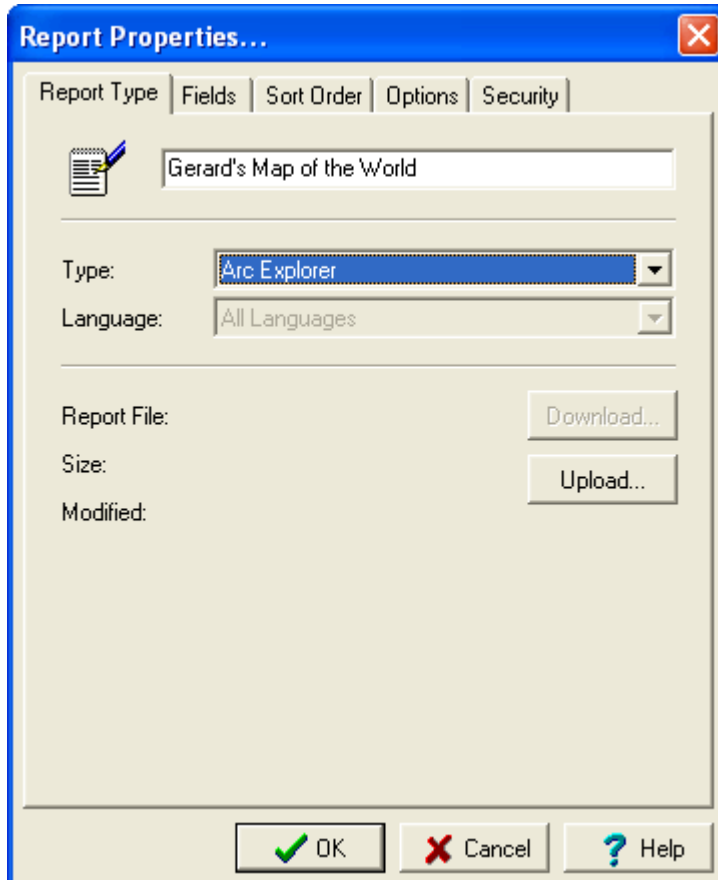 Report Properties...
Report Type Fields Sort Order Options Security
Gerard's Map of the World
Type: Arc Explorer
Language: All Languages
Report File: Download...
Size:
Upload...
Modified:
OK Cancel Help